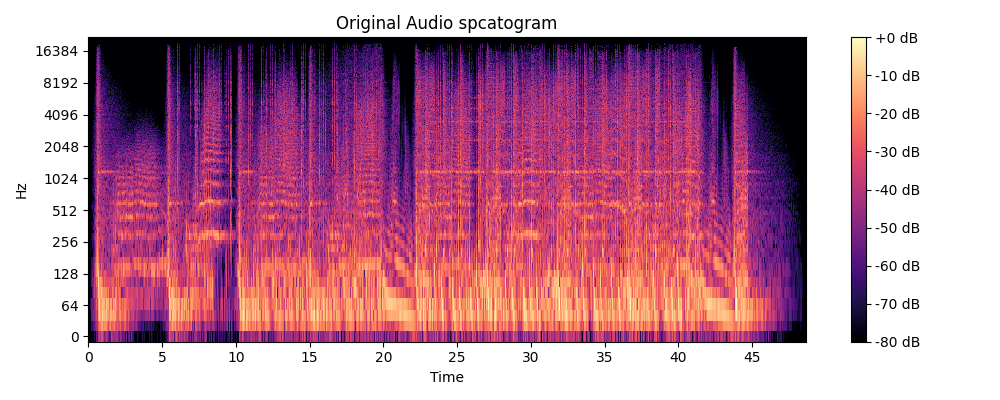 Original Audio spcatogram
16384
8192
4096
2048
1024
512
256
128
64
0
Hz
0 5 10 15 20 25 30 35 40 45
Time
+0 dB
-10 dB
-20 dB
-30 dB
-40 dB
-50 dB
-60 dB
-70 dB
-80 dB